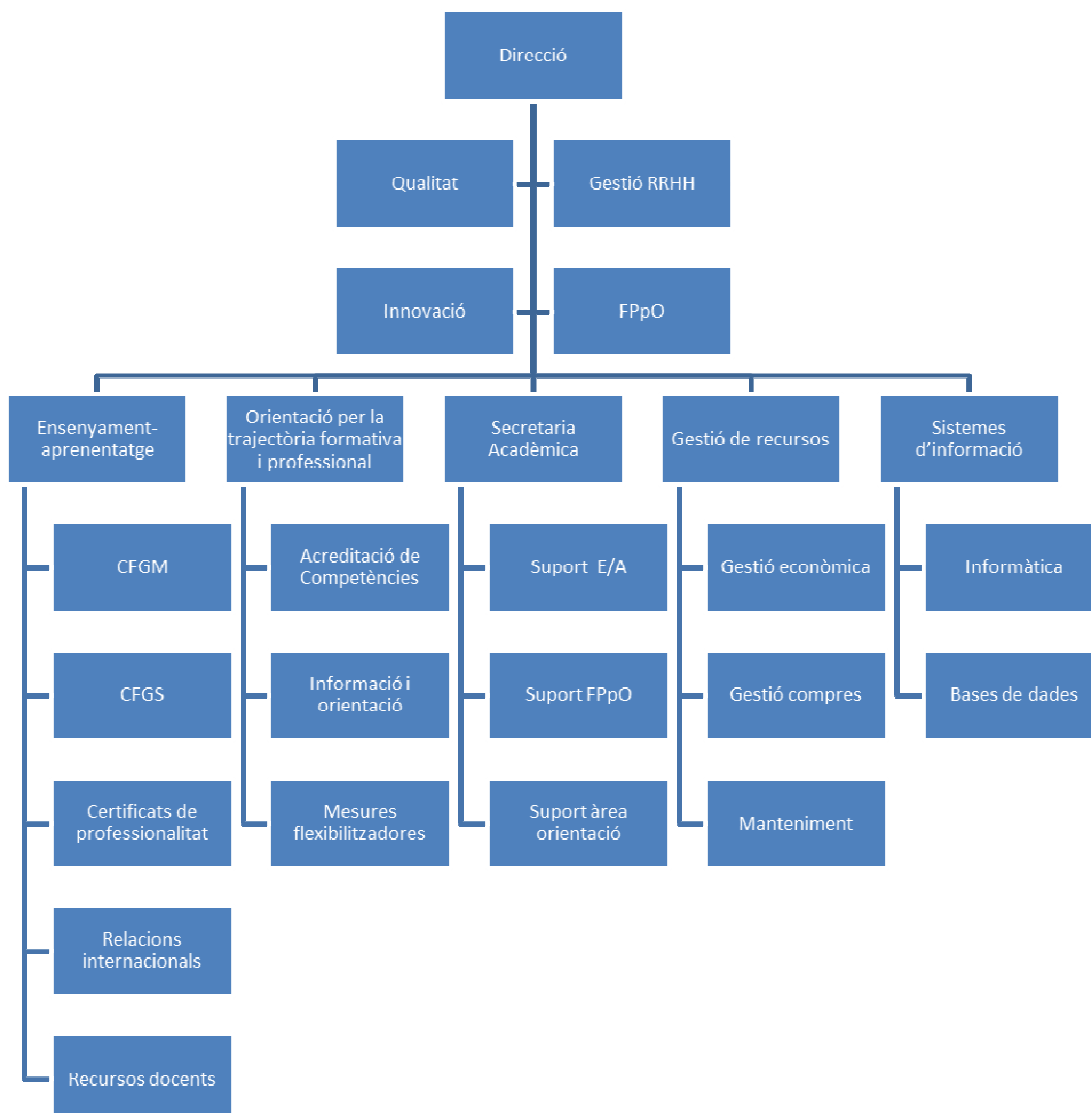 Direcció
Qualitat
Gestió RRHH
Innovació
FPpO
Ensenyament-
aprenentatge
Orientació per la
trajectòria formativa
i professional
Secretaria
Acadèmica
Gestió de recursos
Sistemes
d'informació
CFGM
Acreditació de
Competències
Suport E/A
Gestió econòmica
Informàtica
CFGS
Informació i
orientació
Suport FPpO
Gestió compres
Bases de dades
Certificats de
professionalitat
Mesures
flexibilitzadores
Suport àrea
orientació
Manteniment
Relacions
internacionals
Recursos docents